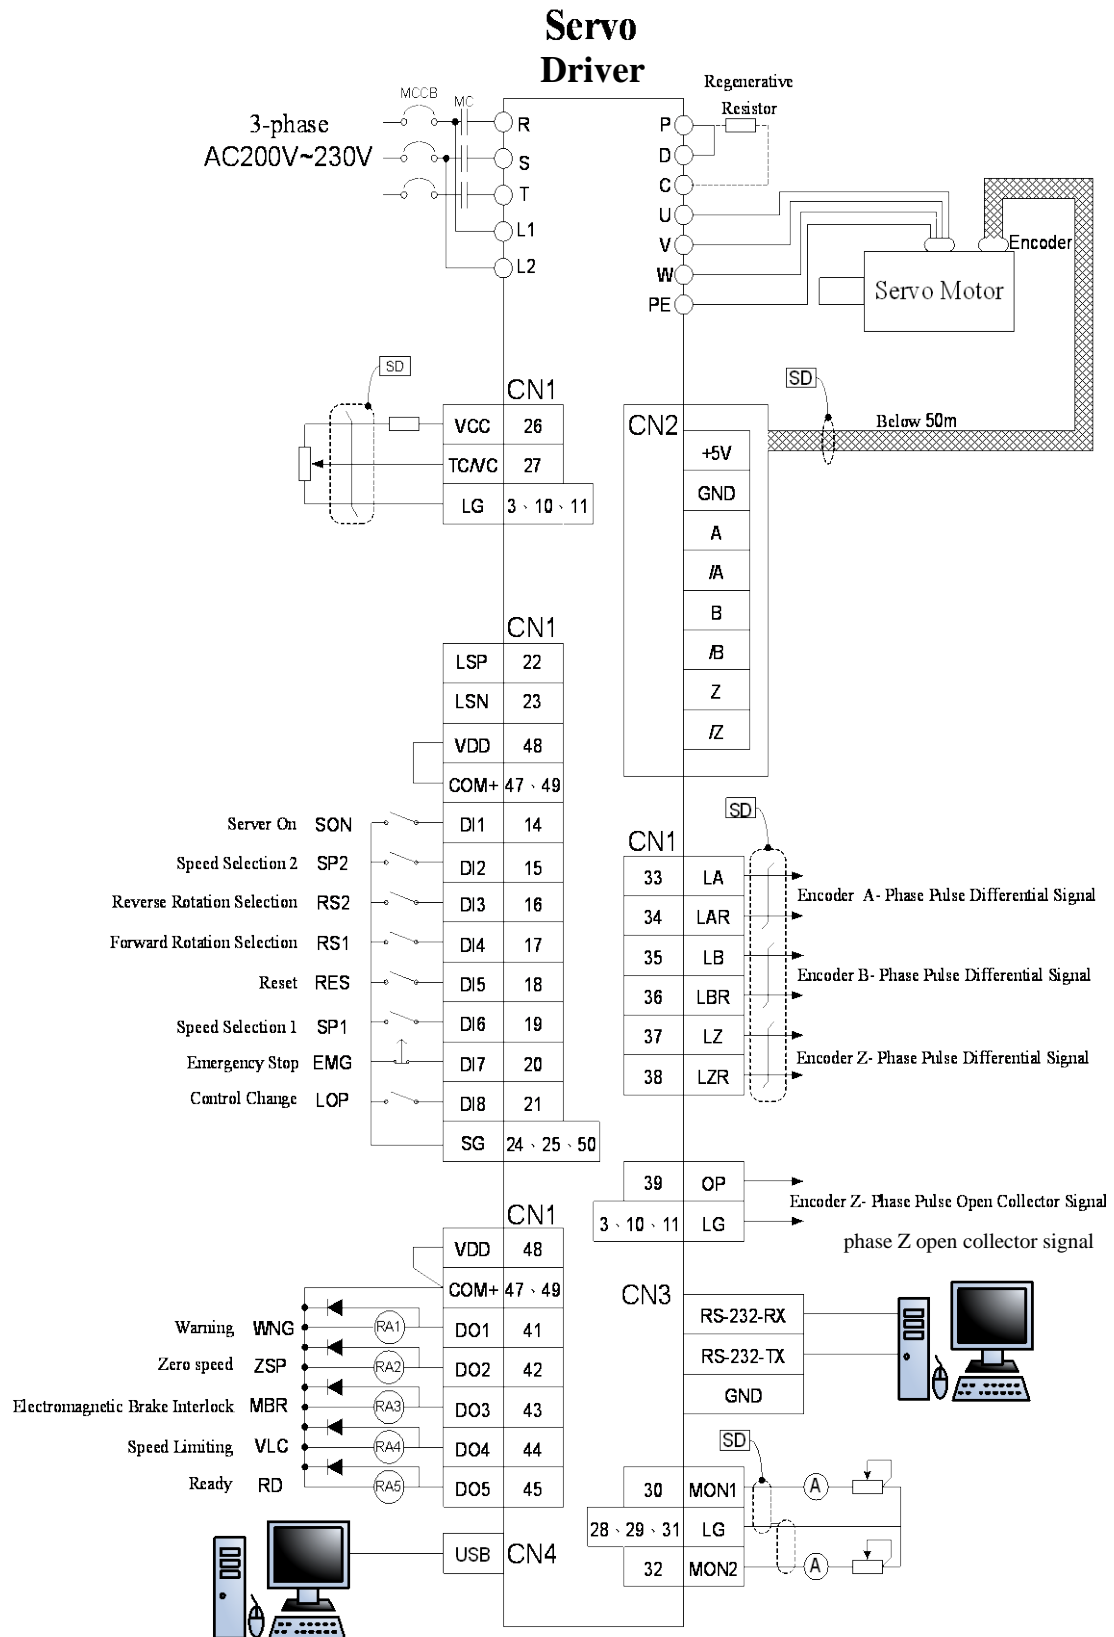 Servo
Driver
Regenerative
Resistor
MCCB
MC
3-phase
AC200V~230V
R
S
T
L1
L2
P
D
C
U
V
W
PE
Encoder
Servo Motor
SD
CN1
VCC 26
TC/VC 27
LG 3、10、11
SD
Below 50m
CN2
+5V
GND
A
/A
B
/B
Z
/Z
CN1
LSP 22
LSN 23
VDD 48
COM+ 47、49
Server On SON DI1 14
Speed Selection 2 SP2 DI2 15
Reverse Rotation Selection RS2 DI3 16
Forward Rotation Selection RS1 DI4 17
Reset RES DI5 18
Speed Selection 1 SP1 DI6 19
Emergency Stop EMG DI7 20
Control Change LOP DI8 21
SG 24、25、50
SD
CN1
33 LA
34 LAR
Encoder A- Phase Pulse Differential Signal
35 LB
36 LBR
Encoder B- Phase Pulse Differential Signal
37 LZ
38 LZR
Encoder Z- Phase Pulse Differential Signal
39 OP
3、10、11 LG
Encoder Z- Phase Pulse Open Collector Signal
phase Z open collector signal
CN1
VDD 48
COM+ 47、49
Warning WNG RA1 DO1 41
Zero speed ZSP RA2 DO2 42
Electromagnetic Brake Interlock MBR RA3 DO3 43
Speed Limiting VLC RA4 DO4 44
Ready RD RA5 DO5 45
CN3
RS-232-RX
RS-232-TX
GND
SD
30 MON1 A
28、29、31 LG
32 MON2 A
USB CN4